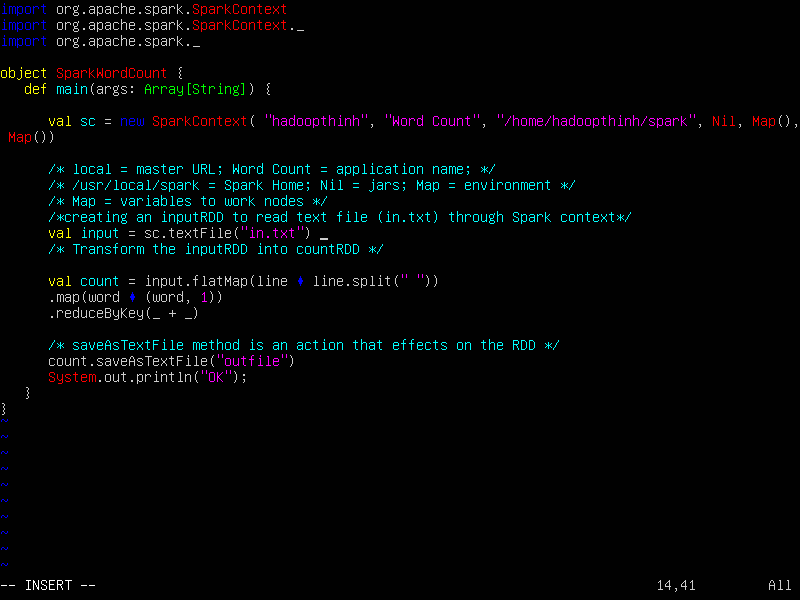 import org.apache.spark.SparkContext
import org.apache.spark.SparkContext._
import org.apache.spark._
object SparkWordCount {
def main(args: Array[String]) {
val sc = new SparkContext( "hadoopthinh", "Word Count", "/home/hadoopthinh/spark", Nil, Map(),
Map())
/* local = master URL; Word Count = application name; */
/* /usr/local/spark = Spark Home; Nil = jars; Map = environment */
/* Map = variables to work nodes */
/*creating an inputRDD to read text file (in.txt) through Spark context*/
val input = sc.textFile("in.txt")
/* Transform the inputRDD into countRDD */
val count = input.flatMap(line ♦ line.split(" "))
.map(word ♦ (word, 1))
.reduceByKey(_ + _)
/* saveAsTextFile method is an action that effects on the RDD */
count.saveAsTextFile("outfile")
System.out.println("OK");
}
}
~
~
~
~
~
~
~
~
~
~
-- INSERT -- 14,41 All